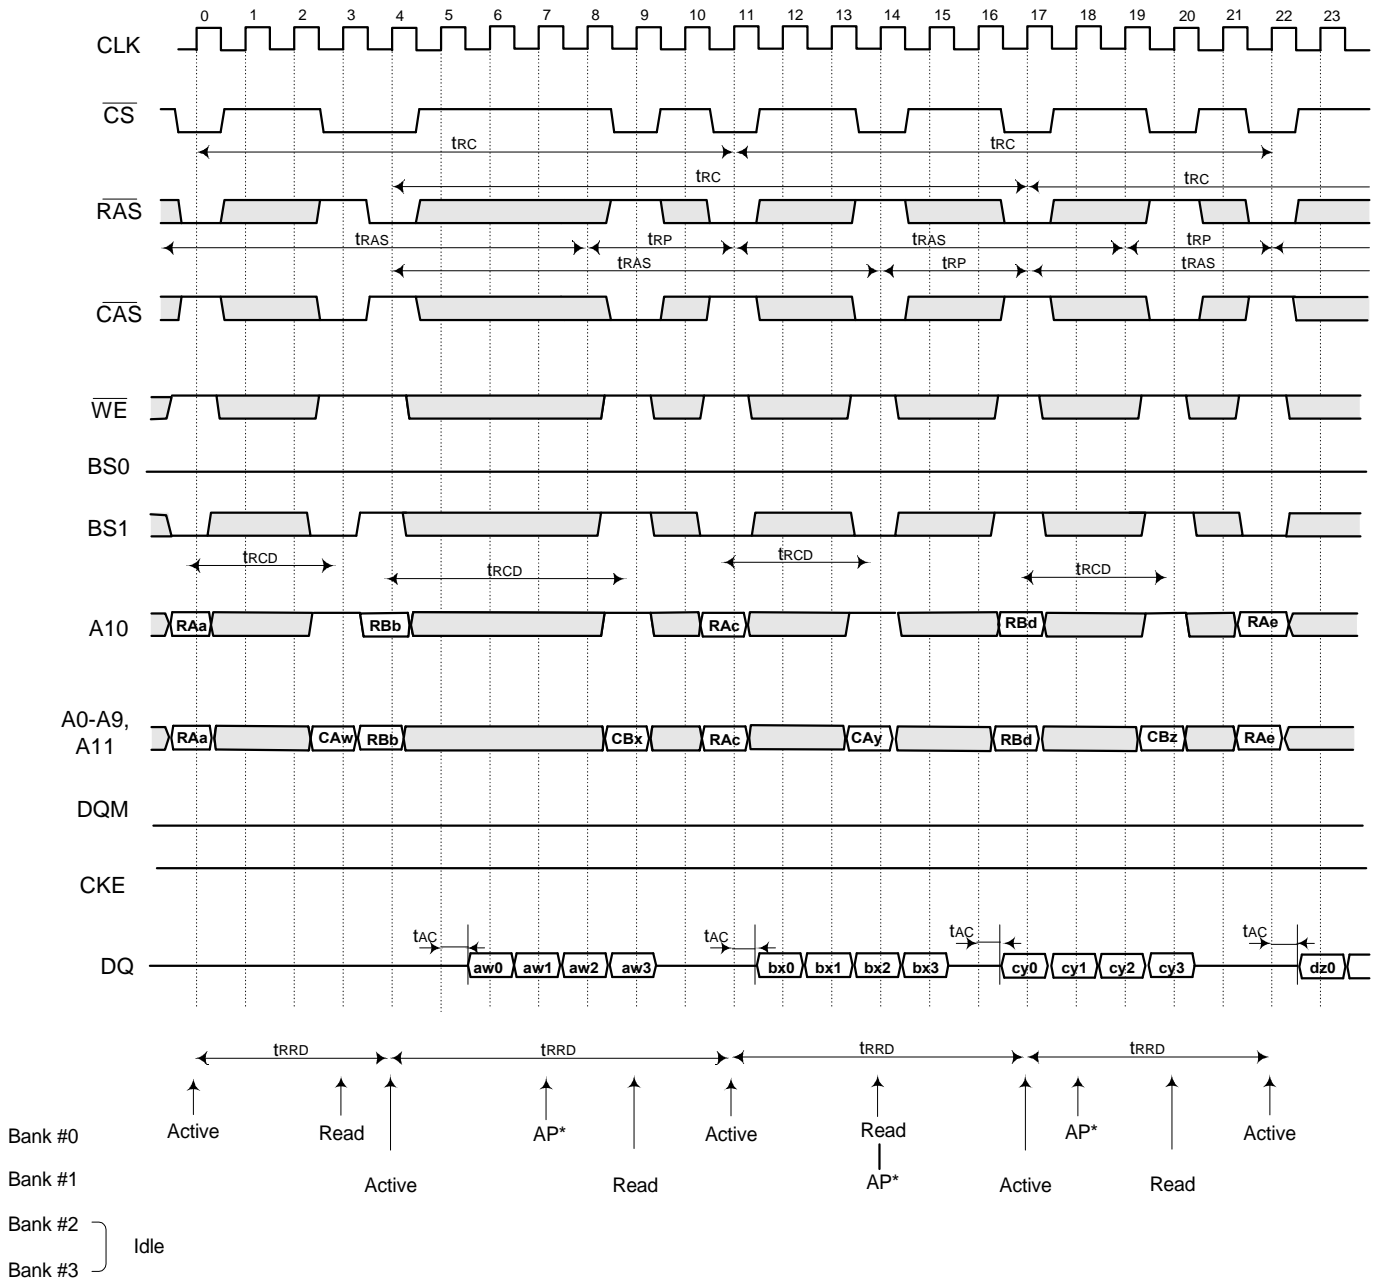 0 1 2 3 4 5 6 7 8 9 10 11 12 13 14 15 16 17 18 19 20 21 22 23
CLK
CS
tRC tRC
tRC tRC
RAS
tRAS tRP tRAS tRP
tRAS tRP tRAS
CAS
WE
BS0
BS1
tRCD tRCD tRCD tRCD
A10 RAa RBb RAc RBd RAe
A0-A9,
A11 RAa CAw RBb CBx RAc CAy RBd CBz RAe
DQM
CKE
tAC tAC tAC tAC
DQ aw0 aw1 aw2 aw3 bx0 bx1 bx2 bx3 cy0 cy1 cy2 cy3 dz0
tRRD tRRD tRRD tRRD
Bank #0 Active Read AP* Active Read AP* Active
Bank #1 Active Read AP* Active Read
Bank #2
Idle
Bank #3